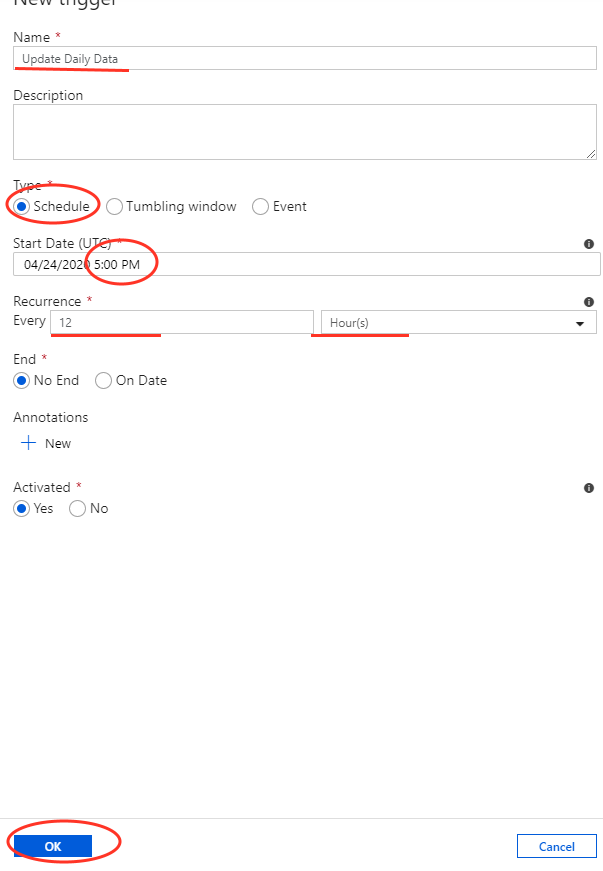 New trigger
Name *
Update Daily Data
Description
Type *
Schedule Tumbling window Event
Start Date (UTC) *
04/24/2020 5:00 PM
Recurrence *
Every 12 Hour(s)
End *
No End On Date
Annotations
+ New
Activated *
Yes No
OK Cancel